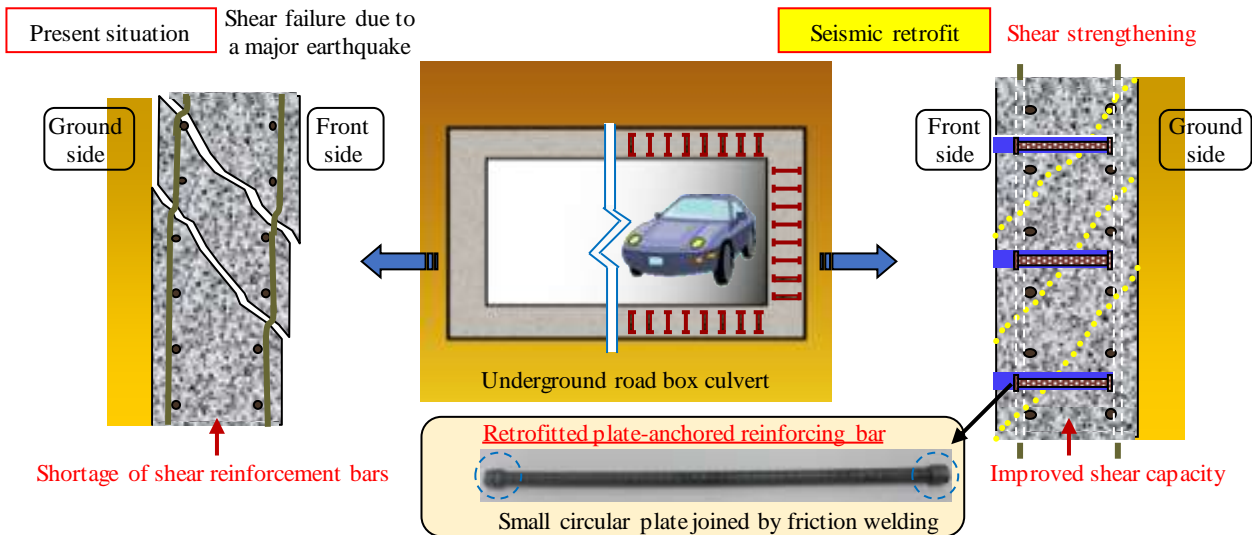 Present situation
Shear failure due to
a major earthquake
Ground
side
Front
side
Shortage of shear reinforcement bars
Underground road box culvert
Retrofitted plate-anchored reinforcing bar
Small circular plate joined by friction welding
Seismic retrofit
Shear strengthening
Front
side
Ground
side
Improved shear capacity